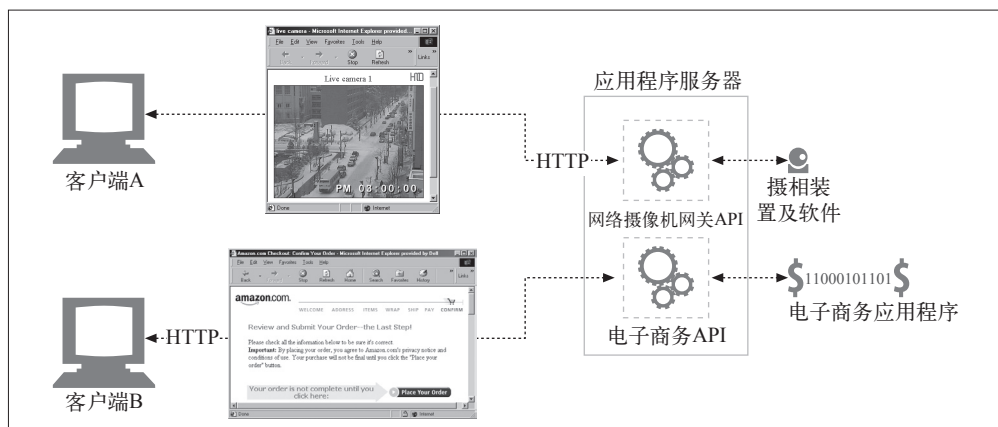 live camera - Microsoft Internet Explorer provided...
File Edit View Favorites Tools Help
Back Forward Stop Refresh Links
Live camera 1
PM 03:00:00
Done Internet
客户端A
应用程序服务器
HTTP
网络摄像机网关API
摄相装
置及软件
Amazon.com Checkout: Confirm Your Order - Microsoft Internet Explorer provided by Dell
File Edit View Favorites Tools Help
Back Stop Refresh Home Search Favorites History Links
amazon.com.
WELCOME ADDRESS ITEMS WRAP SHIP PAY CONFIRM
Review and Submit Your Order--the Last Step!
Please check all the information below to be sure it's correct.
Important: By placing your order, you agree to Amazon.com's privacy notice and
conditions of use. Your purchase will not be final until you click the "Place your
order" button.
Your order is not complete until you
click here:
Place Your Order
Done Internet
HTTP
客户端B
电子商务API
$11000101101$
电子商务应用程序